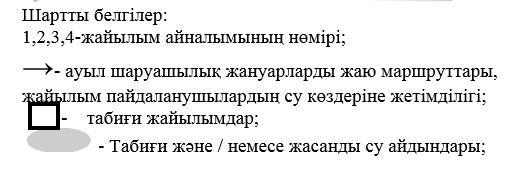 Шартты белгілер:
1,2,3,4-жайылым айналымының нөмірі;
- ауыл шаруашылық жануарларды жаю маршруттары,
жайылым пайдаланушылардың су көздеріне жетімділігі;
- табиғи жайылымдар;
- Табиғи және / немесе жасанды су айдындары;